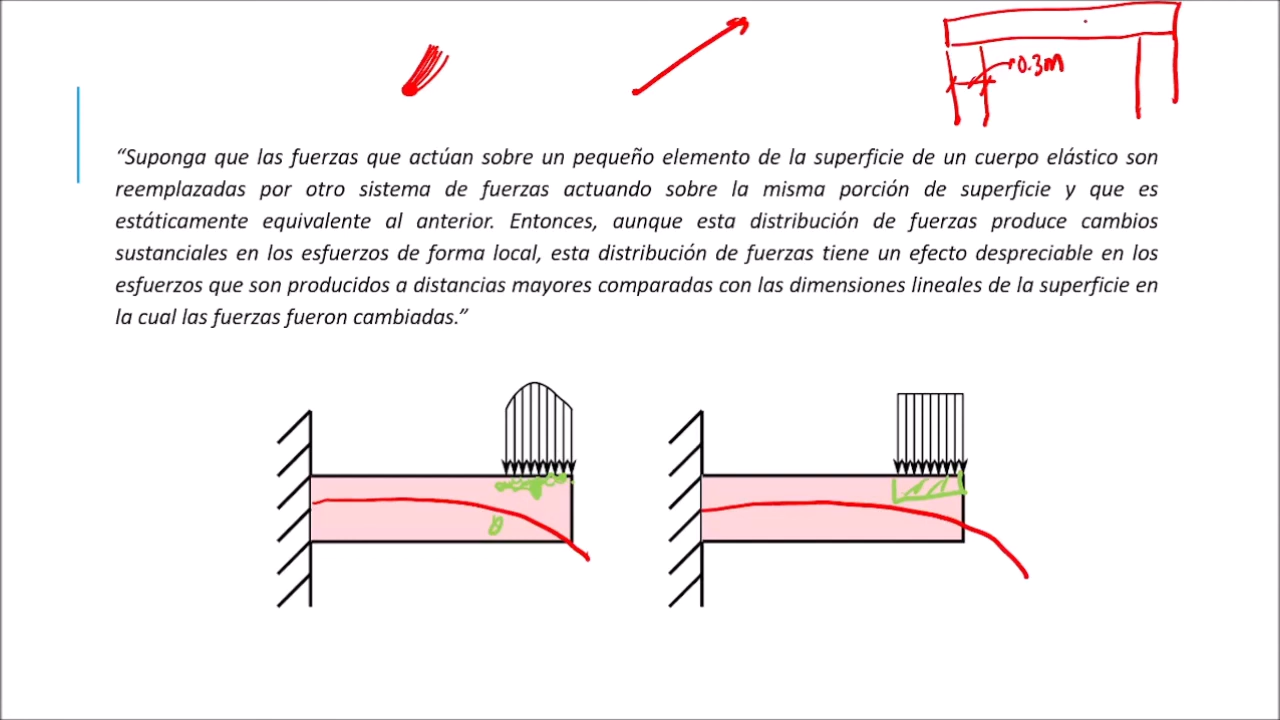 0.3m
“Suponga que las fuerzas que actúan sobre un pequeño elemento de la superficie de un cuerpo elástico son
reemplazadas por otro sistema de fuerzas actuando sobre la misma porción de superficie y que es
estáticamente equivalente al anterior. Entonces, aunque esta distribución de fuerzas produce cambios
sustanciales en los esfuerzos de forma local, esta distribución de fuerzas tiene un efecto despreciable en los
esfuerzos que son producidos a distancias mayores comparadas con las dimensiones lineales de la superficie en
la cual las fuerzas fueron cambiadas.”